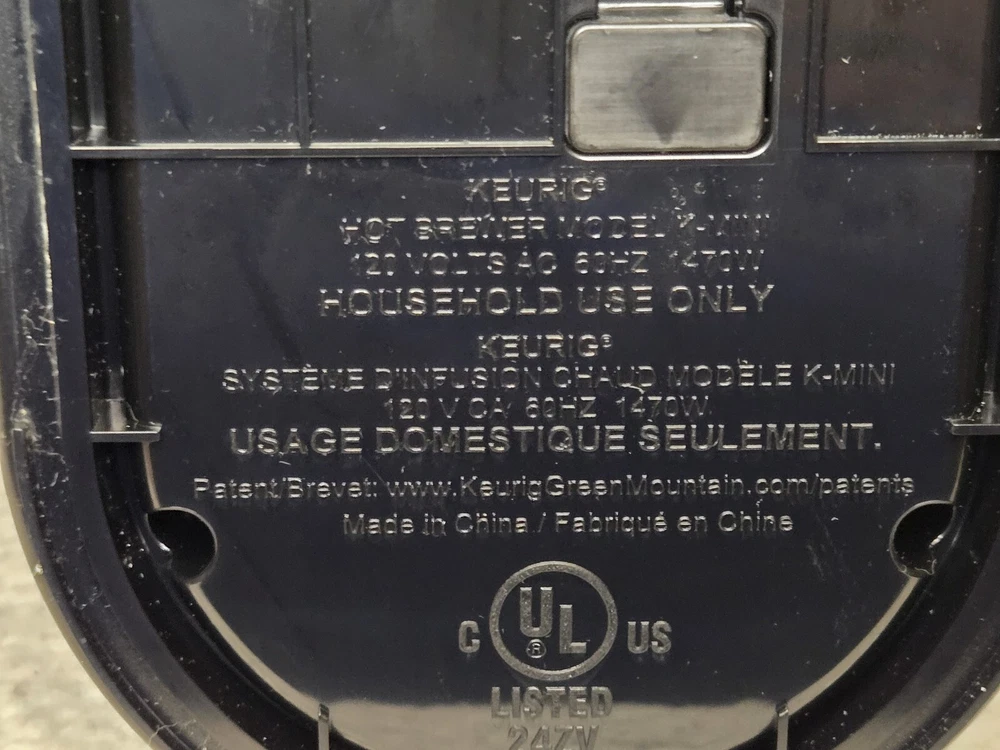 KEURIG®
HOT BREWER MODEL K-MINI
120 VOLTS AC 60HZ 1470W
HOUSEHOLD USE ONLY
KEURIG®
SYSTÈME D'INFUSION CHAUD MODÈLE K-MINI
120 V CA 60HZ 1470W
USAGE DOMESTIQUE SEULEMENT.
Patent/Brevet: www.KeurigGreenMountain.com/patents
Made in China / Fabriqué en Chine
C UL® US
LISTED
247V